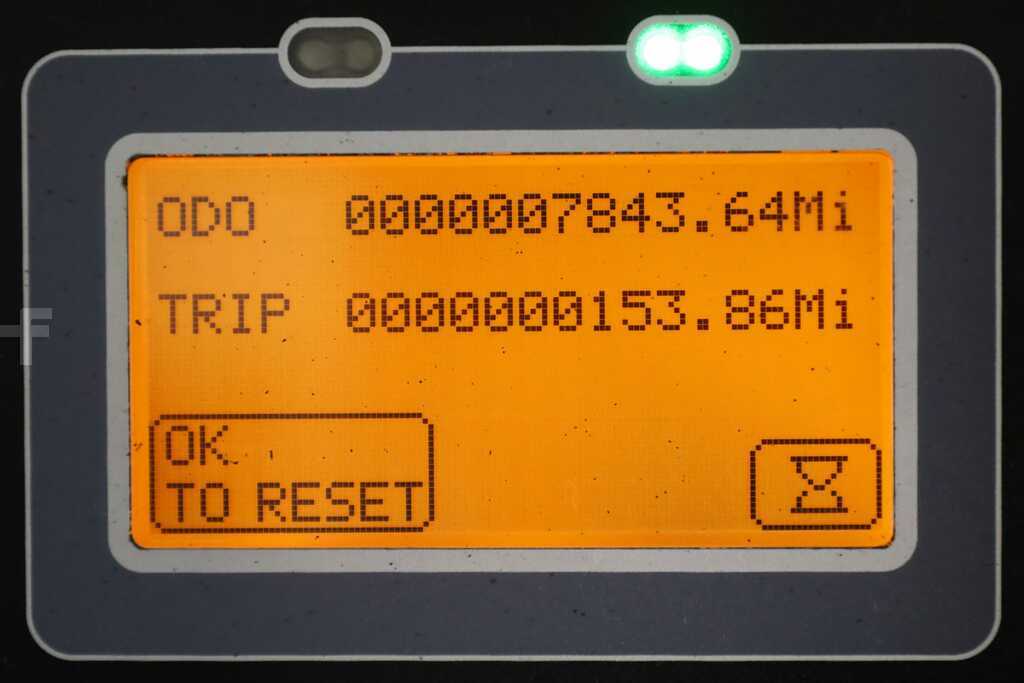 ODO 0000007843.64Mi
TRIP 0000000153.86Mi
OK
TO RESET
F